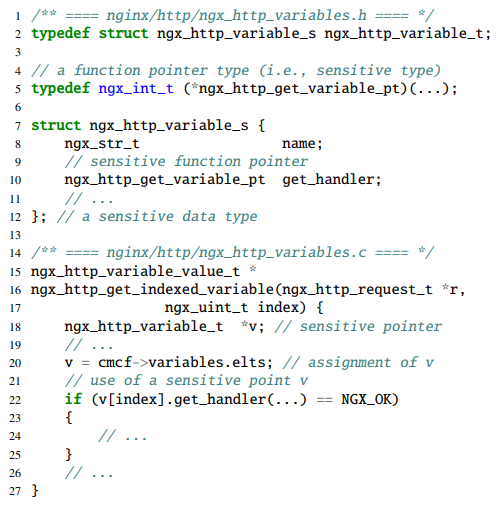 1 /** ==== nginx/http/ngx_http_variables.h ==== */
2 typedef struct ngx_http_variable_s ngx_http_variable_t;
3
4 // a function pointer type (i.e., sensitive type)
5 typedef ngx_int_t (*ngx_http_get_variable_pt)(...);
6
7 struct ngx_http_variable_s {
8     ngx_str_t                  name;
9     // sensitive function pointer
10     ngx_http_get_variable_pt  get_handler;
11     // ...
12 }; // a sensitive data type
13
14 /** ==== nginx/http/ngx_http_variables.c ==== */
15 ngx_http_variable_value_t *
16 ngx_http_get_indexed_variable(ngx_http_request_t *r,
17                 ngx_uint_t index) {
18     ngx_http_variable_t  *v; // sensitive pointer
19     // ...
20     v = cmcf->variables.elts; // assignment of v
21     // use of a sensitive point v
22     if (v[index].get_handler(...) == NGX_OK)
23     {
24         // ...
25     }
26     // ...
27 }